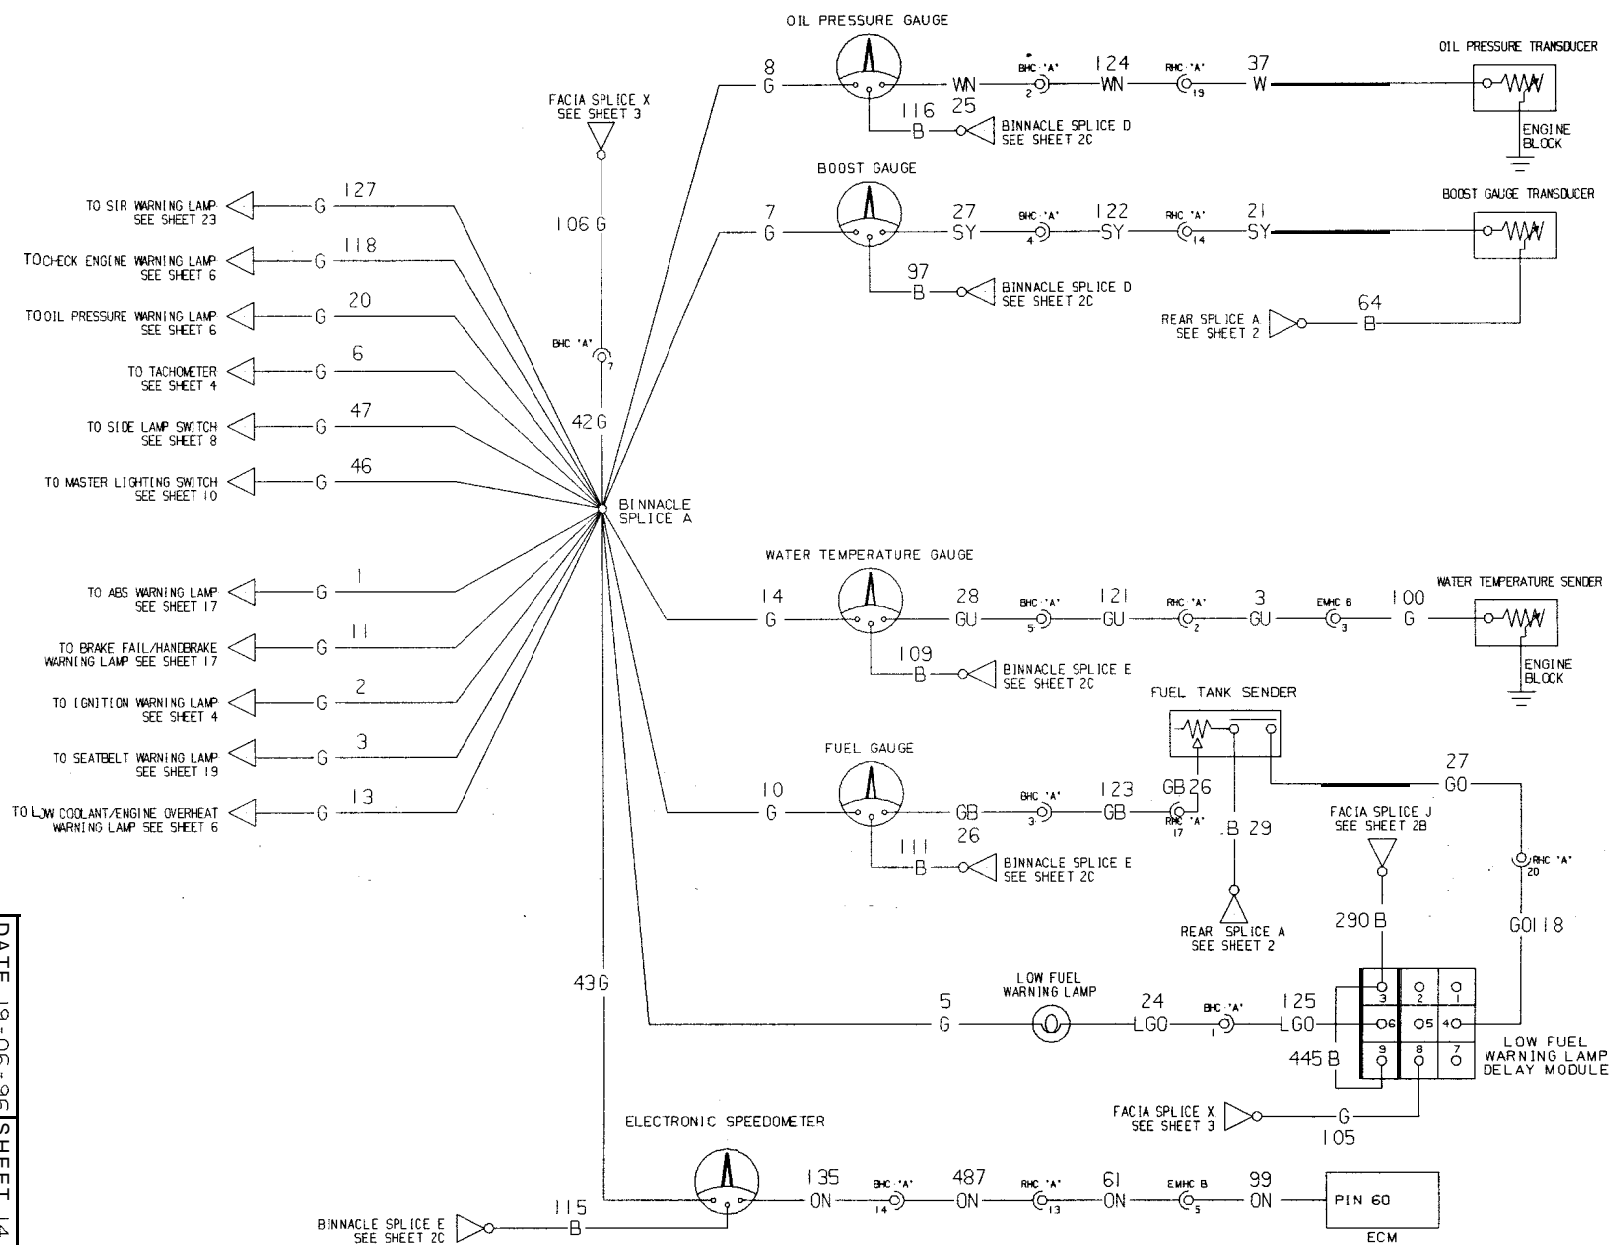 OIL PRESSURE GAUGE
8
G
WN
25
BHC 'A'
2
124
WN
RHC 'A'
19
37
W
OIL PRESSURE TRANSDUCER
ENGINE
BLOCK
116
B
BINNACLE SPLICE D
SEE SHEET 2C
FACIA SPLICE X
SEE SHEET 3
106 G
BHC 'A'
7
42G
BINNACLE
SPLICE A
BOOST GAUGE
7
G
27
SY
BHC 'A'
4
122
SY
RHC 'A'
14
21
SY
BOOST GAUGE TRANSDUCER
97
B
BINNACLE SPLICE D
SEE SHEET 2C
REAR SPLICE A
SEE SHEET 2
64
B
TO SIR WARNING LAMP
SEE SHEET 23
G
127
TO CHECK ENGINE WARNING LAMP
SEE SHEET 6
G
118
TO OIL PRESSURE WARNING LAMP
SEE SHEET 6
G
20
TO TACHOMETER
SEE SHEET 4
G
6
TO SIDE LAMP SWITCH
SEE SHEET 8
G
47
TO MASTER LIGHTING SWITCH
SEE SHEET 10
G
46
TO ABS WARNING LAMP
SEE SHEET 17
G
1
TO BRAKE FAIL/HANDBRAKE
WARNING LAMP SEE SHEET 17
G
11
TO IGNITION WARNING LAMP
SEE SHEET 4
G
2
TO SEATBELT WARNING LAMP
SEE SHEET 19
G
3
TO LOW COOLANT/ENGINE OVERHEAT
WARNING LAMP SEE SHEET 6
G
13
WATER TEMPERATURE GAUGE
14
G
28
GU
BHC 'A'
5
121
GU
RHC 'A'
2
3
GU
EMHC B
3
100
G
WATER TEMPERATURE SENDER
ENGINE
BLOCK
109
B
BINNACLE SPLICE E
SEE SHEET 2C
FUEL TANK SENDER
FUEL GAUGE
10
G
GB
26
BHC 'A'
3
123
GB
GB 26
RHC 'A'
17
B 29
REAR SPLICE A
SEE SHEET 2
27
GO
RHC 'A'
20
GO118
111
B
BINNACLE SPLICE E
SEE SHEET 2C
FACIA SPLICE J
SEE SHEET 2B
290 B
43G
5
G
LOW FUEL
WARNING LAMP
24
LGO
BHC 'A'
1
125
LGO
445 B
3
2
1
6
5
4
9
8
7
LOW FUEL
WARNING LAMP
DELAY MODULE
FACIA SPLICE X
SEE SHEET 3
G
105
ELECTRONIC SPEEDOMETER
135
ON
BHC 'A'
14
487
ON
RHC 'A'
13
61
ON
EMHC B
5
99
ON
PIN 60
ECM
115
B
BINNACLE SPLICE E
SEE SHEET 2C
DATE 19-06-96 SHEET 14